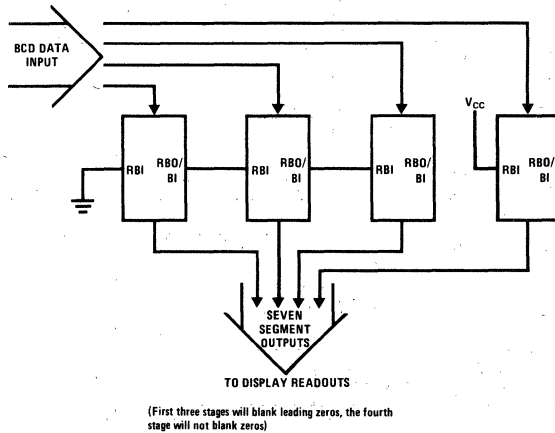 BCD DATA
INPUT
VCC
RBI
RBO/
BI
RBI
RBO/
BI
RBI
RBO/
BI
RBI
RBO/
BI
SEVEN
SEGMENT
OUTPUTS
TO DISPLAY READOUTS
(First three stages will blank leading zeros, the fourth
stage will not blank zeros)